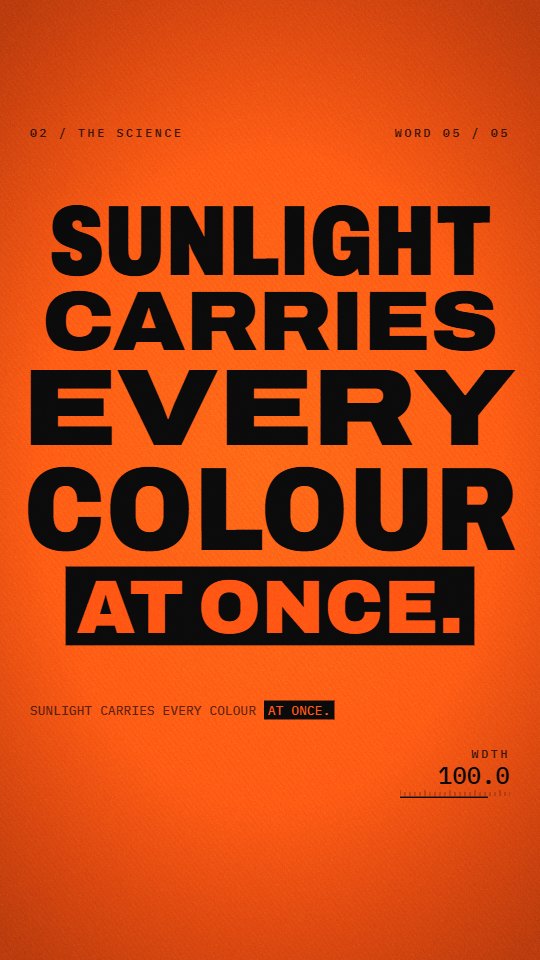 02 / THE SCIENCE
WORD 05 / 05
SUNLIGHT
CARRIES
EVERY
COLOUR
AT ONCE.
SUNLIGHT CARRIES EVERY COLOUR AT ONCE.
WDTH
100.0